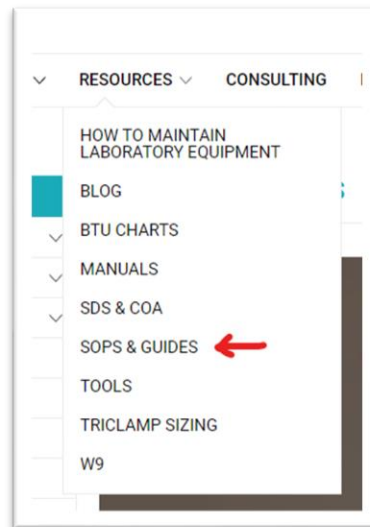 RESOURCES CONSULTING
HOW TO MAINTAIN
LABORATORY EQUIPMENT
BLOG
BTU CHARTS
MANUALS
SDS & COA
SOPS & GUIDES
TOOLS
TRICLAMP SIZING
W9